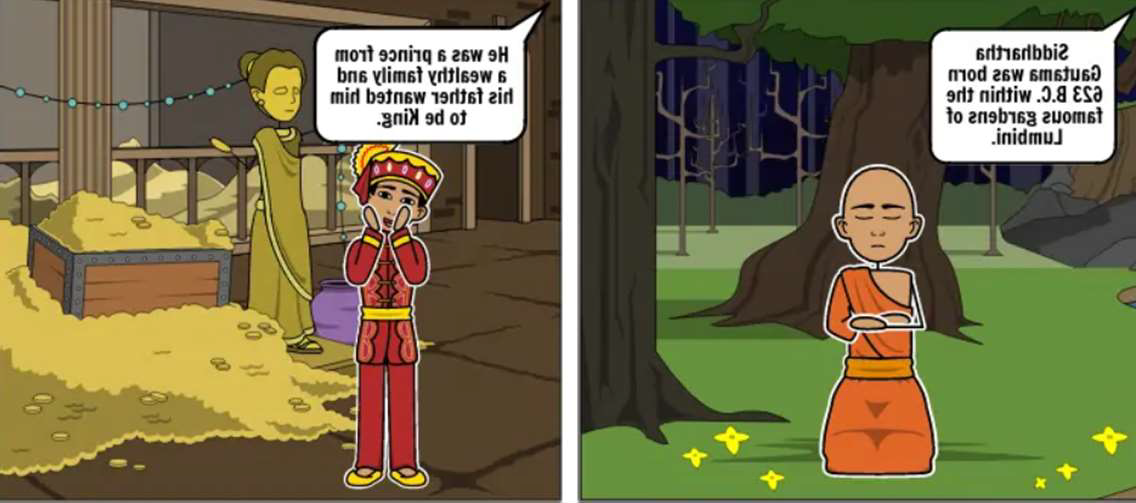 Siddhartha
Gautama was born
623 B.C. within the
famous gardens of
Lumbini.
He was a prince from
a wealthy family and
his father wanted him
to be King.